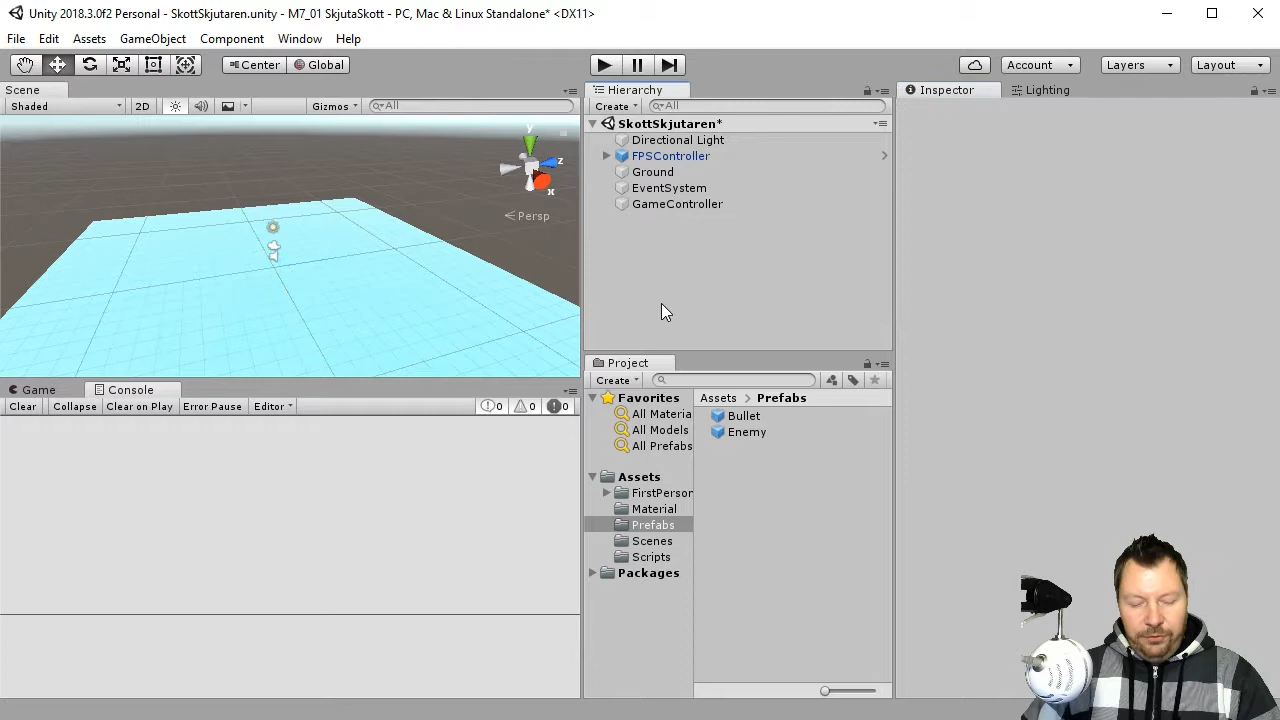 Unity 2018.3.0f2 Personal - SkottSkjutaren.unity - M7_01 SkjutaSkott - PC, Mac & Linux Standalone* <DX11>
File Edit Assets GameObject Component Window Help
Center Global Account Layers Layout
Scene
Shaded 2D Gizmos All
y
z
x
Persp
Hierarchy
Create All
SkottSkjutaren*
Directional Light
FPSController
Ground
EventSystem
GameController
Inspector Lighting
Game Console
Clear Collapse Clear on Play Error Pause Editor 0 0 0
Project
Create
Favorites
All Materia
All Models
All Prefabs
Assets
FirstPerson
Material
Prefabs
Scenes
Scripts
Packages
Assets > Prefabs
Bullet
Enemy